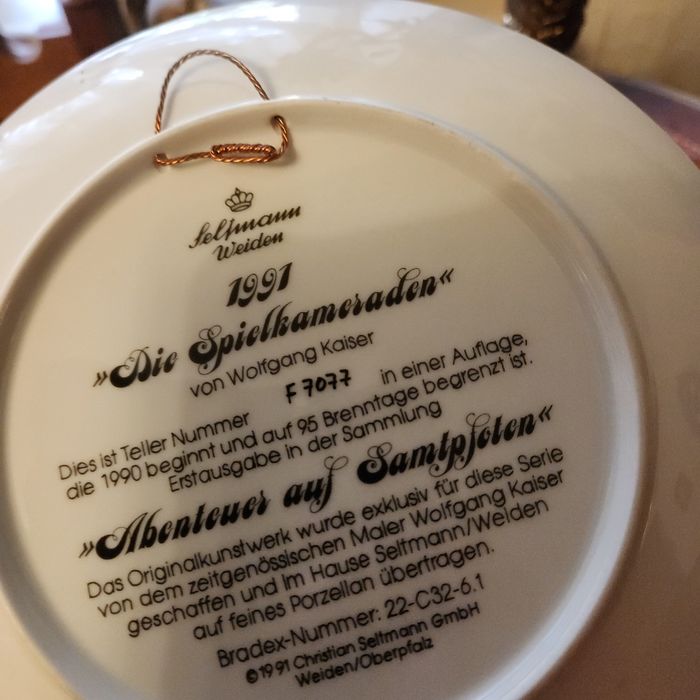 Seltmann
Weiden
1991
»Die Spielkameraden«
von Wolfgang Kaiser
Dies ist Teller Nummer F 7077 in einer Auflage,
die 1990 beginnt und auf 95 Brenntage begrenzt ist.
Erstausgabe in der Sammlung
»Abenteuer auf Samtpfoten«
Das Originalkunstwerk wurde exklusiv für diese Serie
von dem zeitgenössischen Maler Wolfgang Kaiser
geschaffen und im Hause Seltmann/Weiden
auf feines Porzellan übertragen.
Bradex-Nummer: 22-C32-6.1
©1991 Christian Seltmann GmbH
Weiden/Oberpfalz